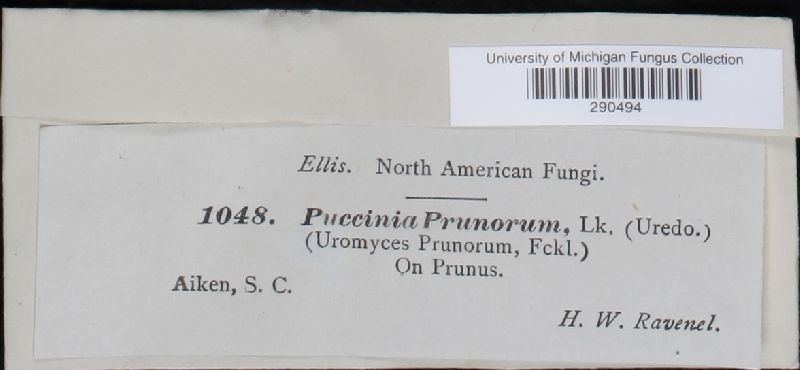 University of Michigan Fungus Collection
290494
Ellis. North American Fungi.
1048. Puccinia Prunorum, Lk. (Uredo.)
(Uromyces Prunorum, Fckl.)
On Prunus.
Aiken, S. C.
H. W. Ravenel.